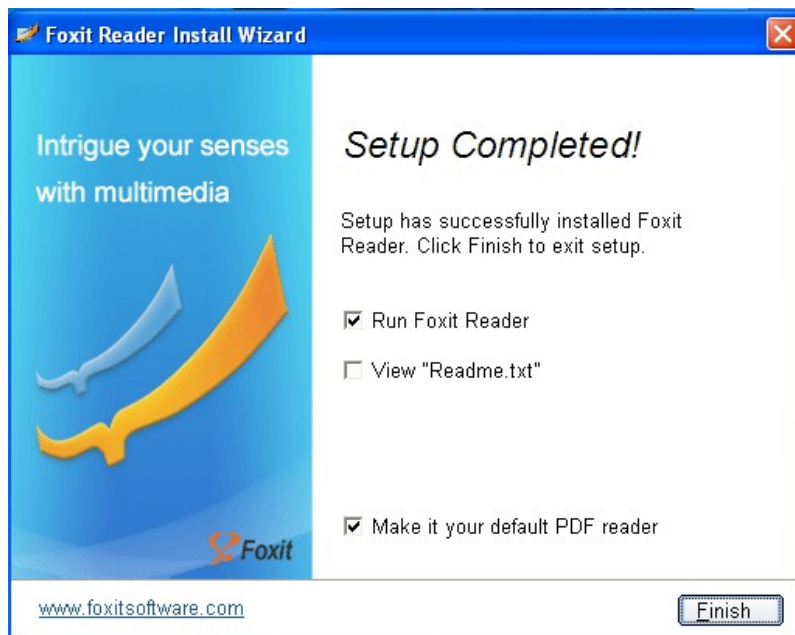 Foxit Reader Install Wizard
Intrigue your senses
with multimedia
Setup Completed!
Setup has successfully installed Foxit
Reader. Click Finish to exit setup.
Run Foxit Reader
View "Readme.txt"
Make it your default PDF reader
Foxit
www.foxitsoftware.com
Finish